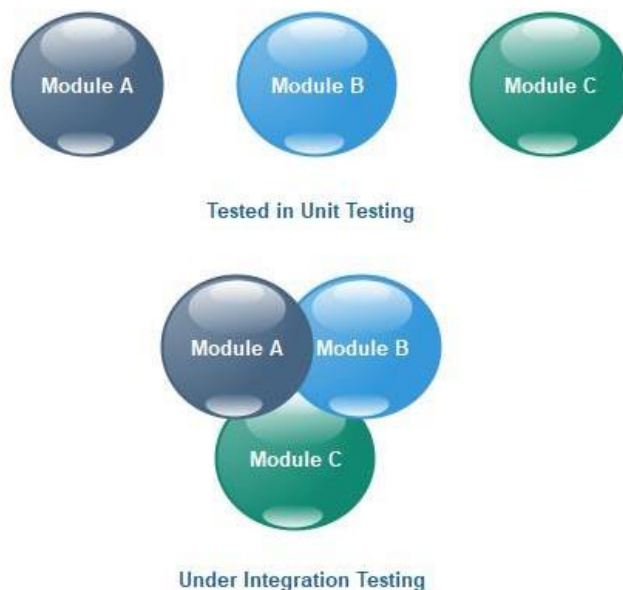 Module A
Module B
Module C
Tested in Unit Testing
Module A
Module B
Module C
Under Integration Testing